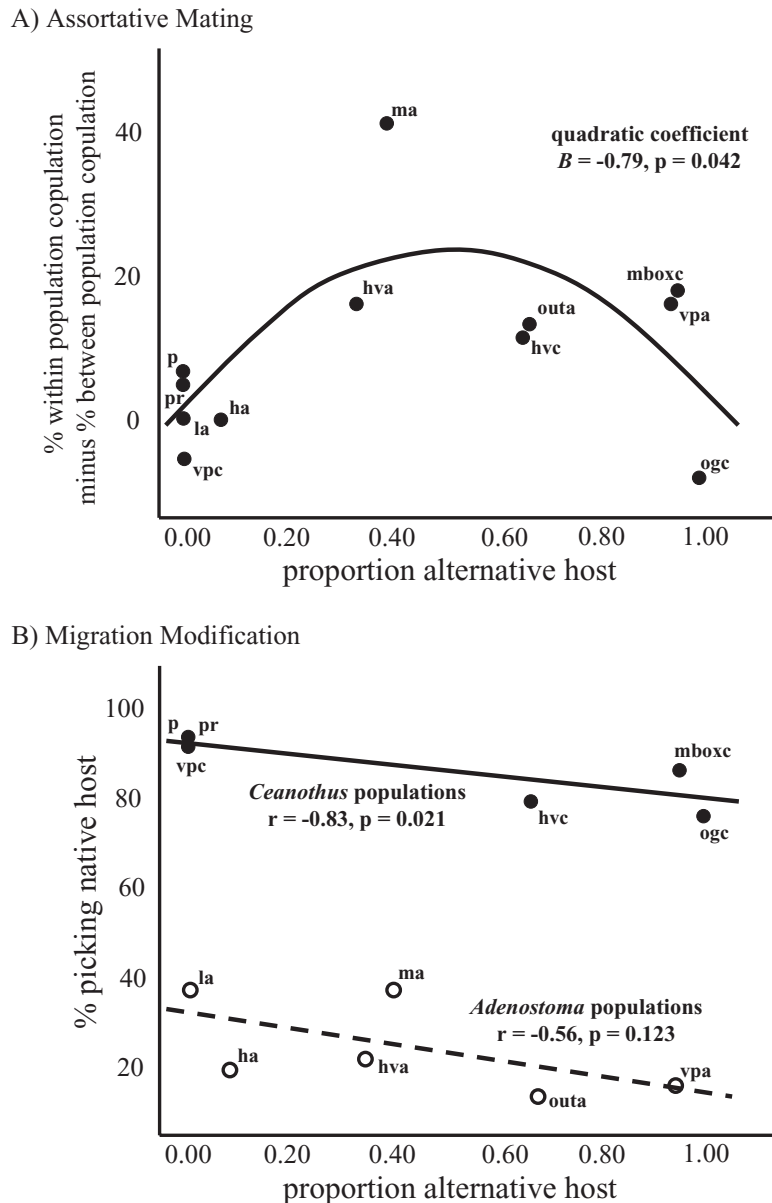 A) Assortative Mating
% within population copulation
minus % between population copulation
40
20
0
ma
quadratic coefficient
B = -0.79, p = 0.042
hva
mboxc
vpa
outa
hvc
p
pr
la
ha
vpc
ogc
0.00 0.20 0.40 0.60 0.80 1.00
proportion alternative host
B) Migration Modification
% picking native host
100
80
60
40
20
p pr
vpc
mboxc
Ceanothus populations
r = -0.83, p = 0.021
hvc
ogc
la
ma
Adenostoma populations
r = -0.56, p = 0.123
ha
hva
vpa
outa
0.00 0.20 0.40 0.60 0.80 1.00
proportion alternative host